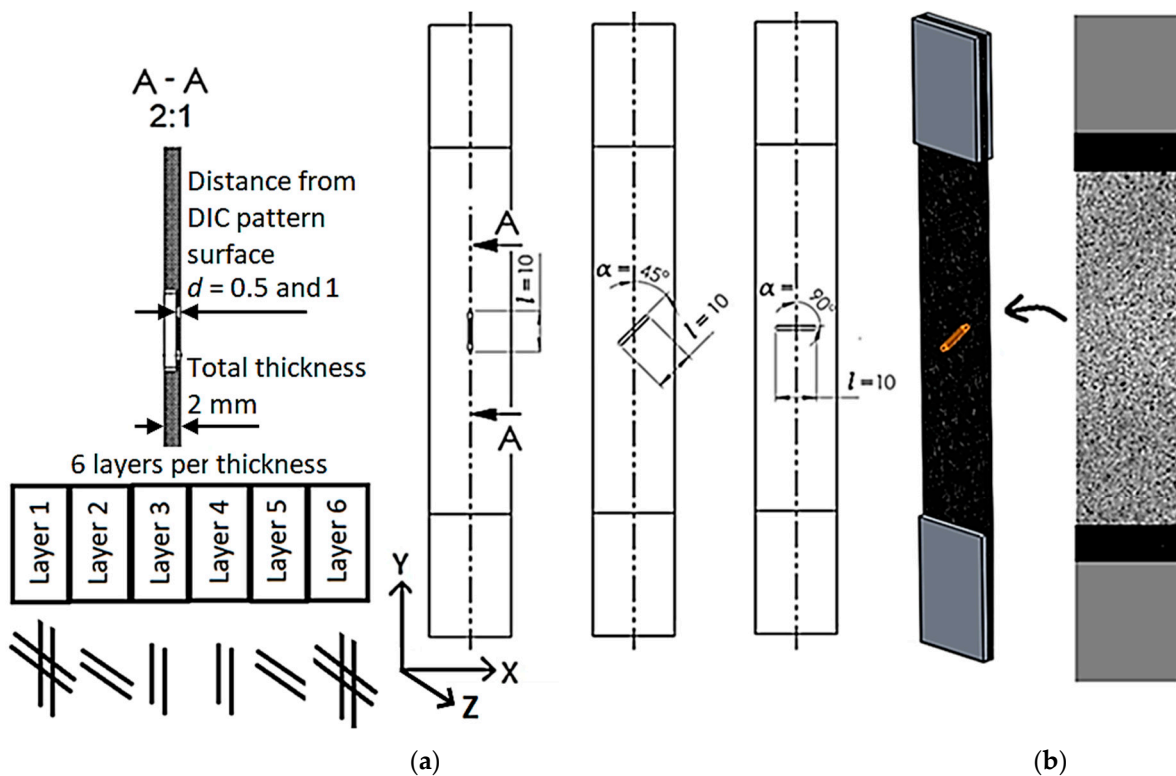 A - A
2:1
Distance from
DIC pattern
surface
d = 0.5 and 1
Total thickness
2 mm
6 layers per thickness
Layer 1
Layer 2
Layer 3
Layer 4
Layer 5
Layer 6
A
l = 10
A
α = 45°
l = 10
α = 90°
l = 10
Y
X
Z
(a)
(b)